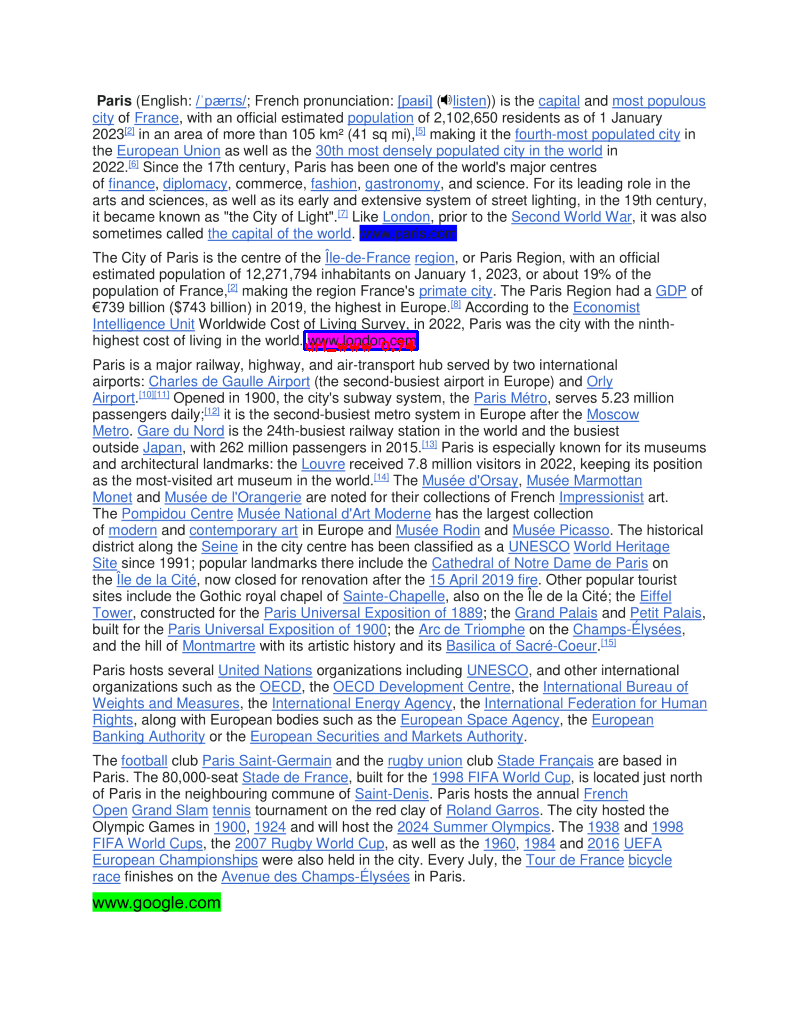 Paris (English: /ˈpærɪs/; French pronunciation: [paʁi] (listen)) is the capital and most populous
city of France, with an official estimated population of 2,102,650 residents as of 1 January
2023[2] in an area of more than 105 km² (41 sq mi),[5] making it the fourth-most populated city in
the European Union as well as the 30th most densely populated city in the world in
2022.[6] Since the 17th century, Paris has been one of the world's major centres
of finance, diplomacy, commerce, fashion, gastronomy, and science. For its leading role in the
arts and sciences, as well as its early and extensive system of street lighting, in the 19th century,
it became known as "the City of Light".[7] Like London, prior to the Second World War, it was also
sometimes called the capital of the world. www.paris.com
The City of Paris is the centre of the Île-de-France region, or Paris Region, with an official
estimated population of 12,271,794 inhabitants on January 1, 2023, or about 19% of the
population of France,[2] making the region France's primate city. The Paris Region had a GDP of
€739 billion ($743 billion) in 2019, the highest in Europe.[8] According to the Economist
Intelligence Unit Worldwide Cost of Living Survey, in 2022, Paris was the city with the ninth-
highest cost of living in the world. www.london.com
Paris is a major railway, highway, and air-transport hub served by two international
airports: Charles de Gaulle Airport (the second-busiest airport in Europe) and Orly
Airport.[10][11] Opened in 1900, the city's subway system, the Paris Métro, serves 5.23 million
passengers daily;[12] it is the second-busiest metro system in Europe after the Moscow
Metro. Gare du Nord is the 24th-busiest railway station in the world and the busiest
outside Japan, with 262 million passengers in 2015.[13] Paris is especially known for its museums
and architectural landmarks: the Louvre received 7.8 million visitors in 2022, keeping its position
as the most-visited art museum in the world.[14] The Musée d'Orsay, Musée Marmottan
Monet and Musée de l'Orangerie are noted for their collections of French Impressionist art.
The Pompidou Centre Musée National d'Art Moderne has the largest collection
of modern and contemporary art in Europe and Musée Rodin and Musée Picasso. The historical
district along the Seine in the city centre has been classified as a UNESCO World Heritage
Site since 1991; popular landmarks there include the Cathedral of Notre Dame de Paris on
the Île de la Cité, now closed for renovation after the 15 April 2019 fire. Other popular tourist
sites include the Gothic royal chapel of Sainte-Chapelle, also on the Île de la Cité; the Eiffel
Tower, constructed for the Paris Universal Exposition of 1889; the Grand Palais and Petit Palais,
built for the Paris Universal Exposition of 1900; the Arc de Triomphe on the Champs-Élysées,
and the hill of Montmartre with its artistic history and its Basilica of Sacré-Coeur.[15]
Paris hosts several United Nations organizations including UNESCO, and other international
organizations such as the OECD, the OECD Development Centre, the International Bureau of
Weights and Measures, the International Energy Agency, the International Federation for Human
Rights, along with European bodies such as the European Space Agency, the European
Banking Authority or the European Securities and Markets Authority.
The football club Paris Saint-Germain and the rugby union club Stade Français are based in
Paris. The 80,000-seat Stade de France, built for the 1998 FIFA World Cup, is located just north
of Paris in the neighbouring commune of Saint-Denis. Paris hosts the annual French
Open Grand Slam tennis tournament on the red clay of Roland Garros. The city hosted the
Olympic Games in 1900, 1924 and will host the 2024 Summer Olympics. The 1938 and 1998
FIFA World Cups, the 2007 Rugby World Cup, as well as the 1960, 1984 and 2016 UEFA
European Championships were also held in the city. Every July, the Tour de France bicycle
race finishes on the Avenue des Champs-Élysées in Paris.
www.google.com